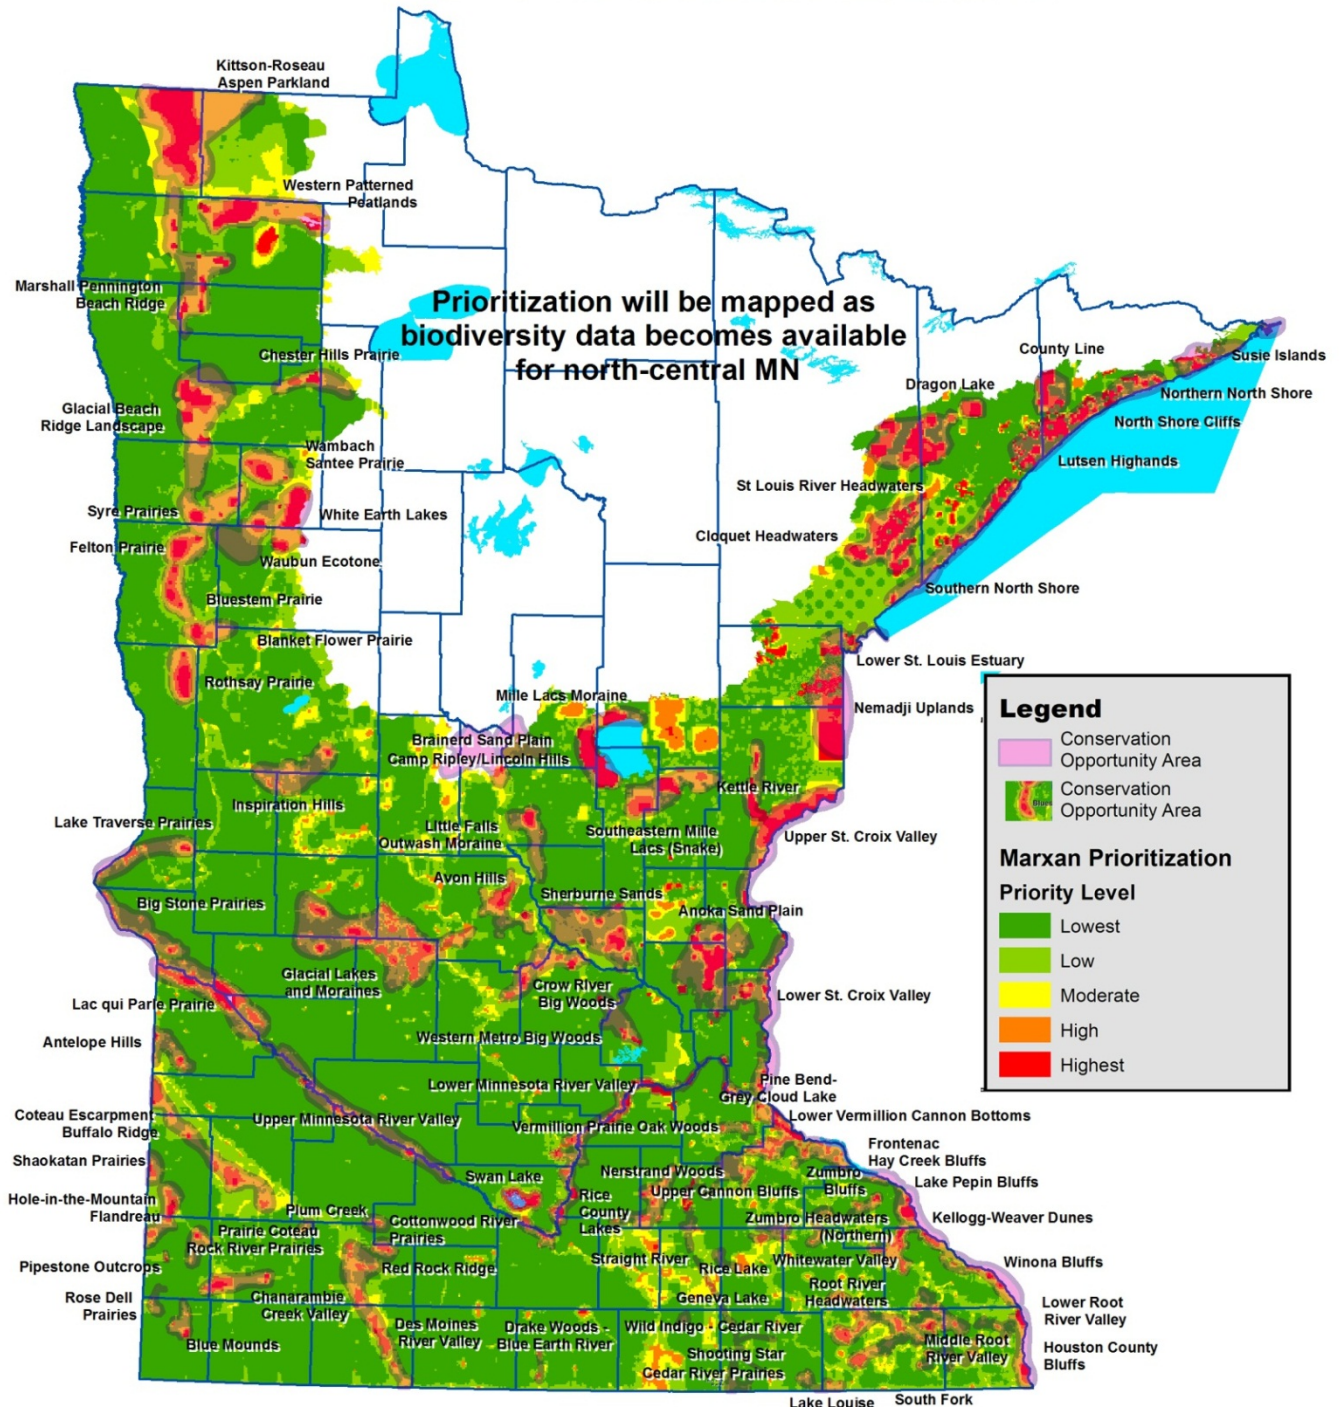 Kittson-Roseau
Aspen Parkland
Western Patterned
Peatlands
Marshall Pennington
Beach Ridge
Prioritization will be mapped as
biodiversity data becomes available
for north-central MN
Chester Hills Prairie
County Line
Susie Islands
Dragon Lake
Northern North Shore
Glacial Beach
Ridge Landscape
North Shore Cliffs
Wambach
Santee Prairie
Lutsen Highands
St Louis River Headwaters
Syre Prairies
White Earth Lakes
Cloquet Headwaters
Felton Prairie
Waubun Ecotone
Southern North Shore
Bluestem Prairie
Blanket Flower Prairie
Lower St. Louis Estuary
Rothsay Prairie
Mille Lacs Moraine
Nemadji Uplands
Brainerd Sand Plain
Camp Ripley/Lincoln Hills
Kettle River
Inspiration Hills
Lake Traverse Prairies
Little Falls
Outwash Moraine
Southeastern Mille
Lacs (Snake)
Upper St. Croix Valley
Avon Hills
Sherburne Sands
Big Stone Prairies
Anoka Sand Plain
Glacial Lakes
and Moraines
Crow River
Big Woods
Lower St. Croix Valley
Lac qui Parle Prairie
Antelope Hills
Western Metro Big Woods
Lower Minnesota River Valley
Pine Bend-
Grey Cloud Lake
Coteau Escarpment
Buffalo Ridge
Upper Minnesota River Valley
Vermillion Prairie Oak Woods
Lower Vermillion Cannon Bottoms
Frontenac
Hay Creek Bluffs
Shaokatan Prairies
Swan Lake
Nerstrand Woods
Zumbro
Bluffs
Lake Pepin Bluffs
Upper Cannon Bluffs
Hole-in-the-Mountain
Flandreau
Plum Creek
Rice
County
Lakes
Cottonwood River
Prairies
Zumbro Headwaters
(Northern)
Kellogg-Weaver Dunes
Prairie Coteau
Rock River Prairies
Straight River
Whitewater Valley
Winona Bluffs
Pipestone Outcrops
Red Rock Ridge
Rice Lake
Root River
Headwaters
Rose Dell
Prairies
Chanarambie
Creek Valley
Geneva Lake
Lower Root
River Valley
Blue Mounds
Des Moines
River Valley
Drake Woods -
Blue Earth River
Wild Indigo - Cedar River
Middle Root
River Valley
Houston County
Bluffs
Shooting Star
Cedar River Prairies
Lake Louise
South Fork
Legend
Conservation
Opportunity Area
Conservation
Opportunity Area
Marxan Prioritization
Priority Level
Lowest
Low
Moderate
High
Highest